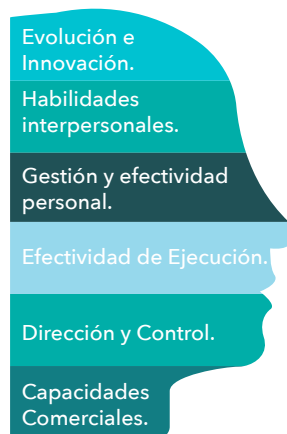 Evolución e
Innovación.
Habilidades
interpersonales.
Gestión y efectividad
personal.
Efectividad de Ejecución.
Dirección y Control.
Capacidades
Comerciales.